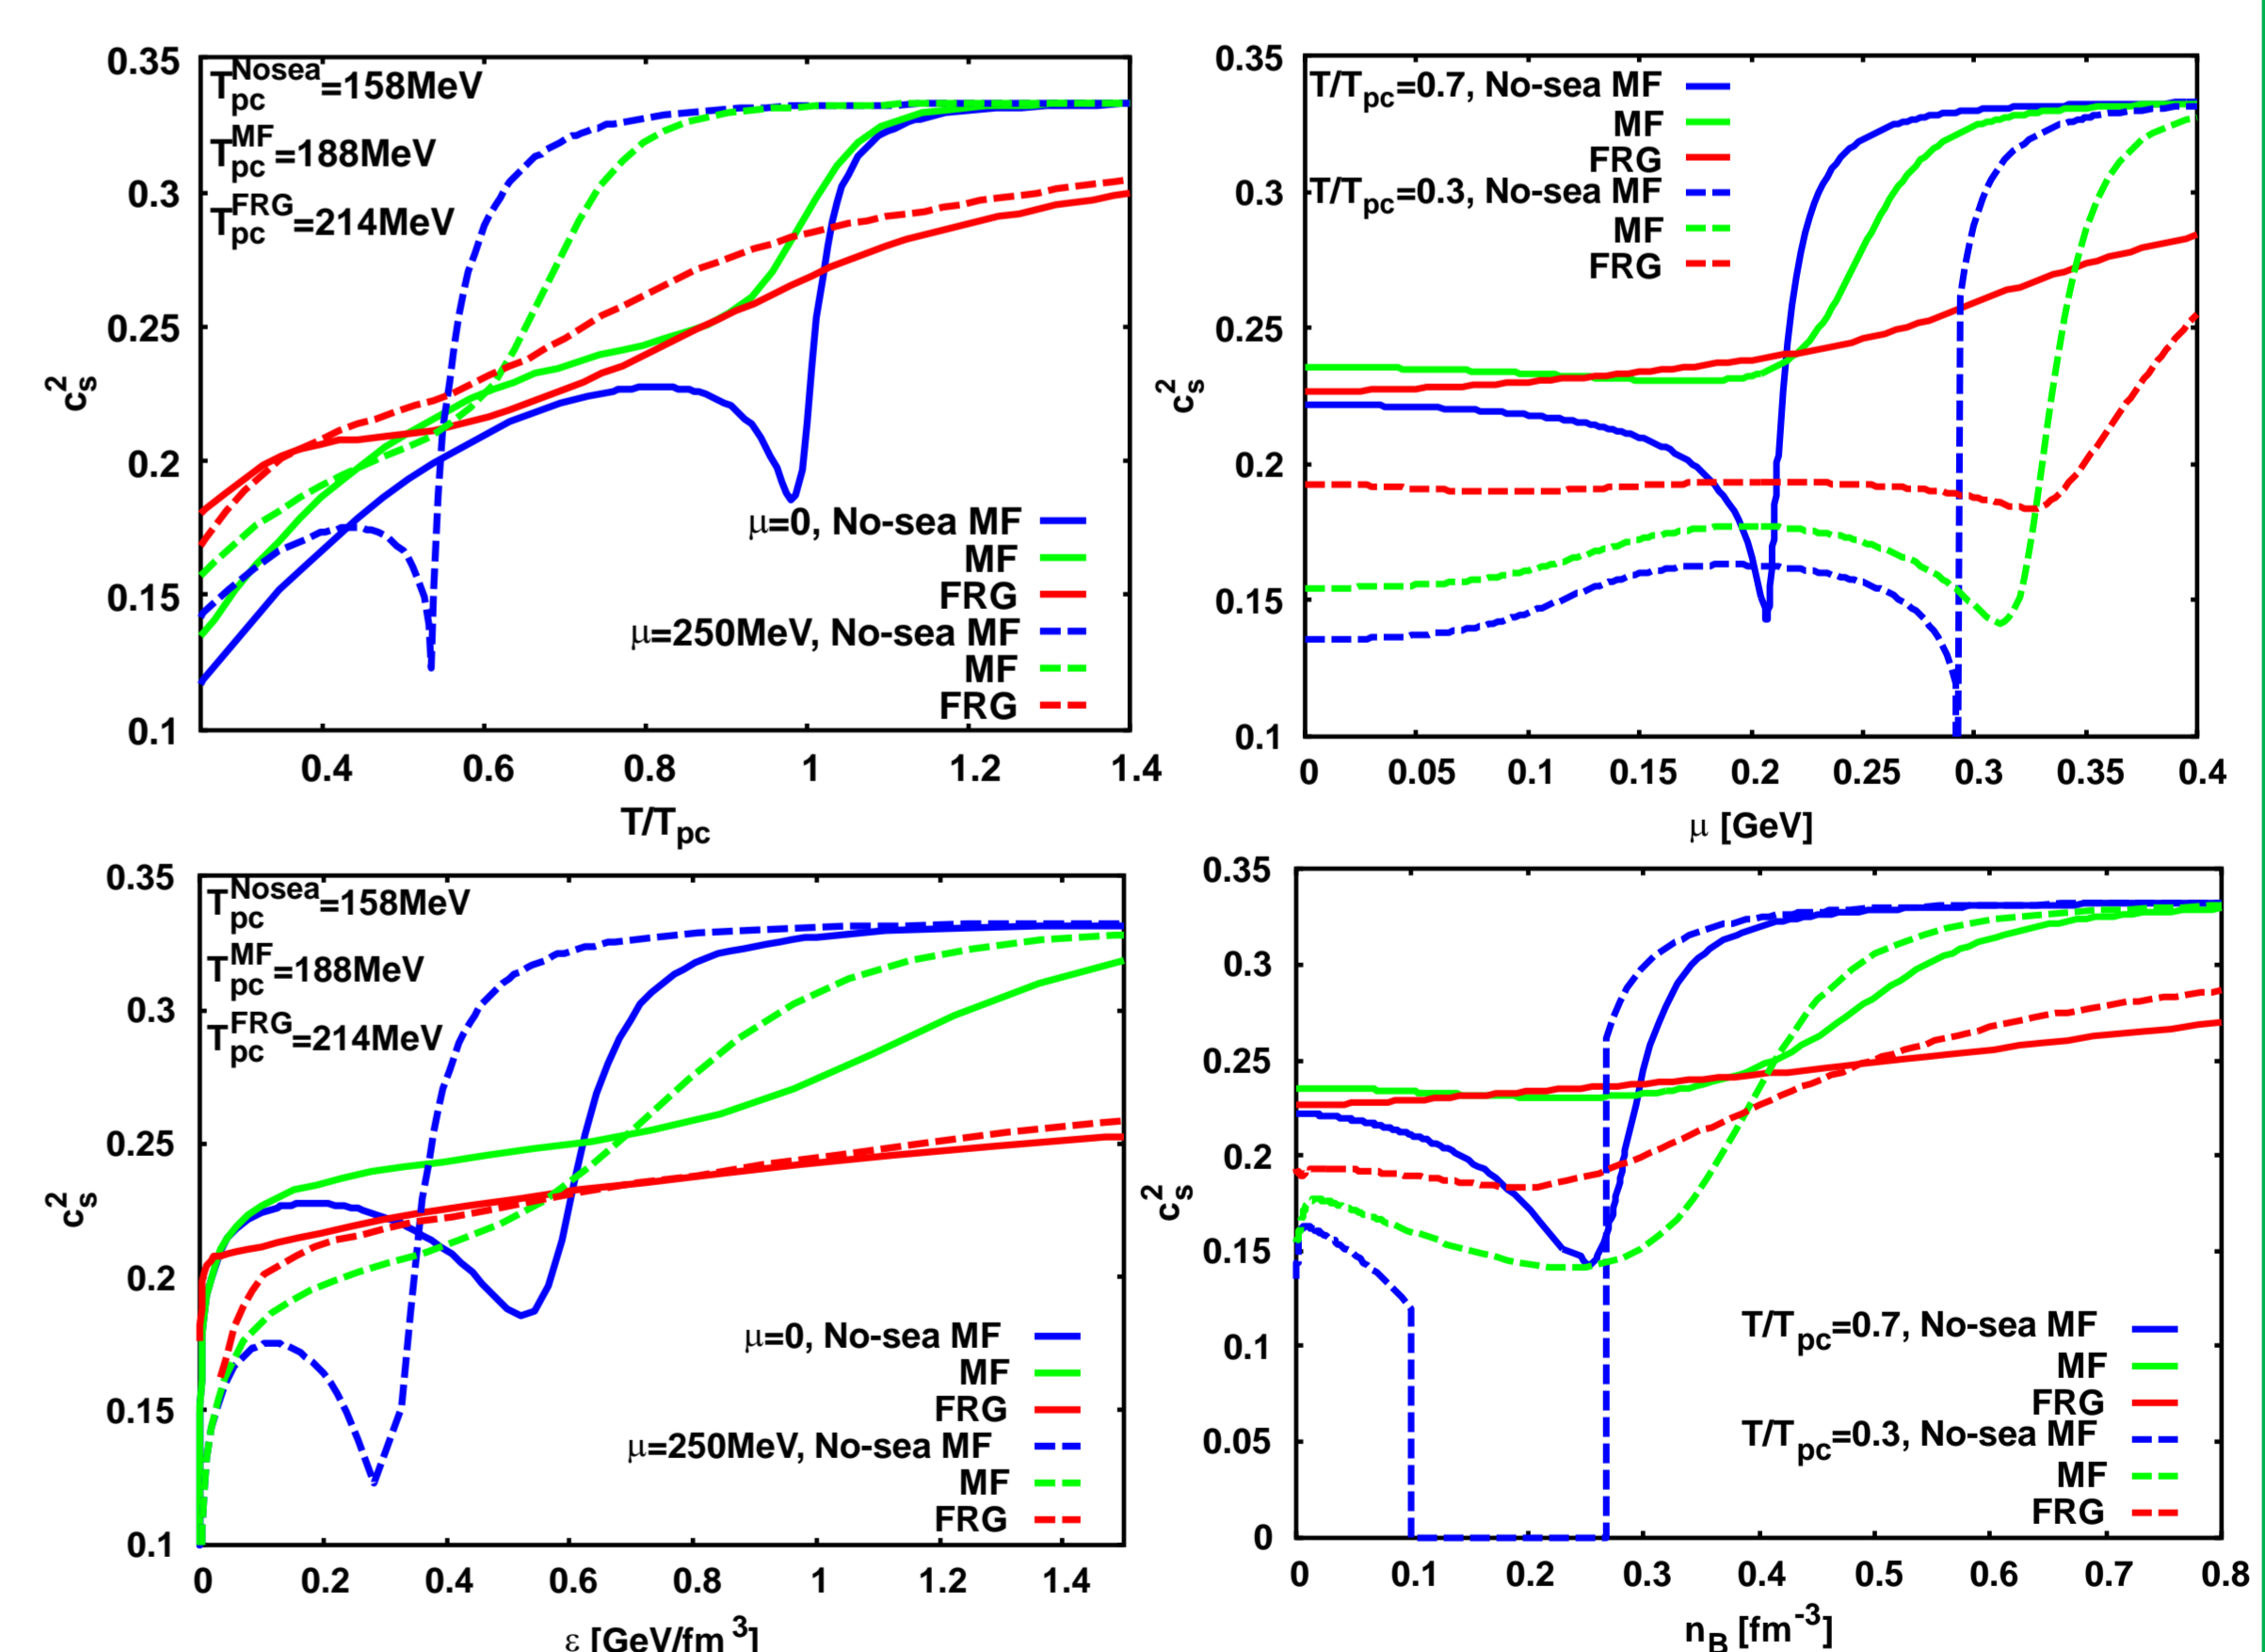 0.35
0.3
0.25
0.2
0.15
0.1
c_s^2
T_pc^Nosea=158MeV
T_pc^MF=188MeV
T_pc^FRG=214MeV
μ=0, No-sea MF
MF
FRG
μ=250MeV, No-sea MF
MF
FRG
0.4 0.6 0.8 1 1.2 1.4
T/T_pc
0.35
0.3
0.25
0.2
0.15
0.1
c_s^2
T/T_pc=0.7, No-sea MF
MF
FRG
T/T_pc=0.3, No-sea MF
MF
FRG
0 0.05 0.1 0.15 0.2 0.25 0.3 0.35 0.4
μ [GeV]
0.35
0.3
0.25
0.2
0.15
0.1
c_s^2
T_pc^Nosea=158MeV
T_pc^MF=188MeV
T_pc^FRG=214MeV
μ=0, No-sea MF
MF
FRG
μ=250MeV, No-sea MF
MF
FRG
0 0.2 0.4 0.6 0.8 1 1.2 1.4
ε [GeV/fm^3]
0.35
0.3
0.25
0.2
0.15
0.1
0.05
0
c_s^2
T/T_pc=0.7, No-sea MF
MF
FRG
T/T_pc=0.3, No-sea MF
MF
FRG
0 0.1 0.2 0.3 0.4 0.5 0.6 0.7 0.8
n_B [fm^-3]